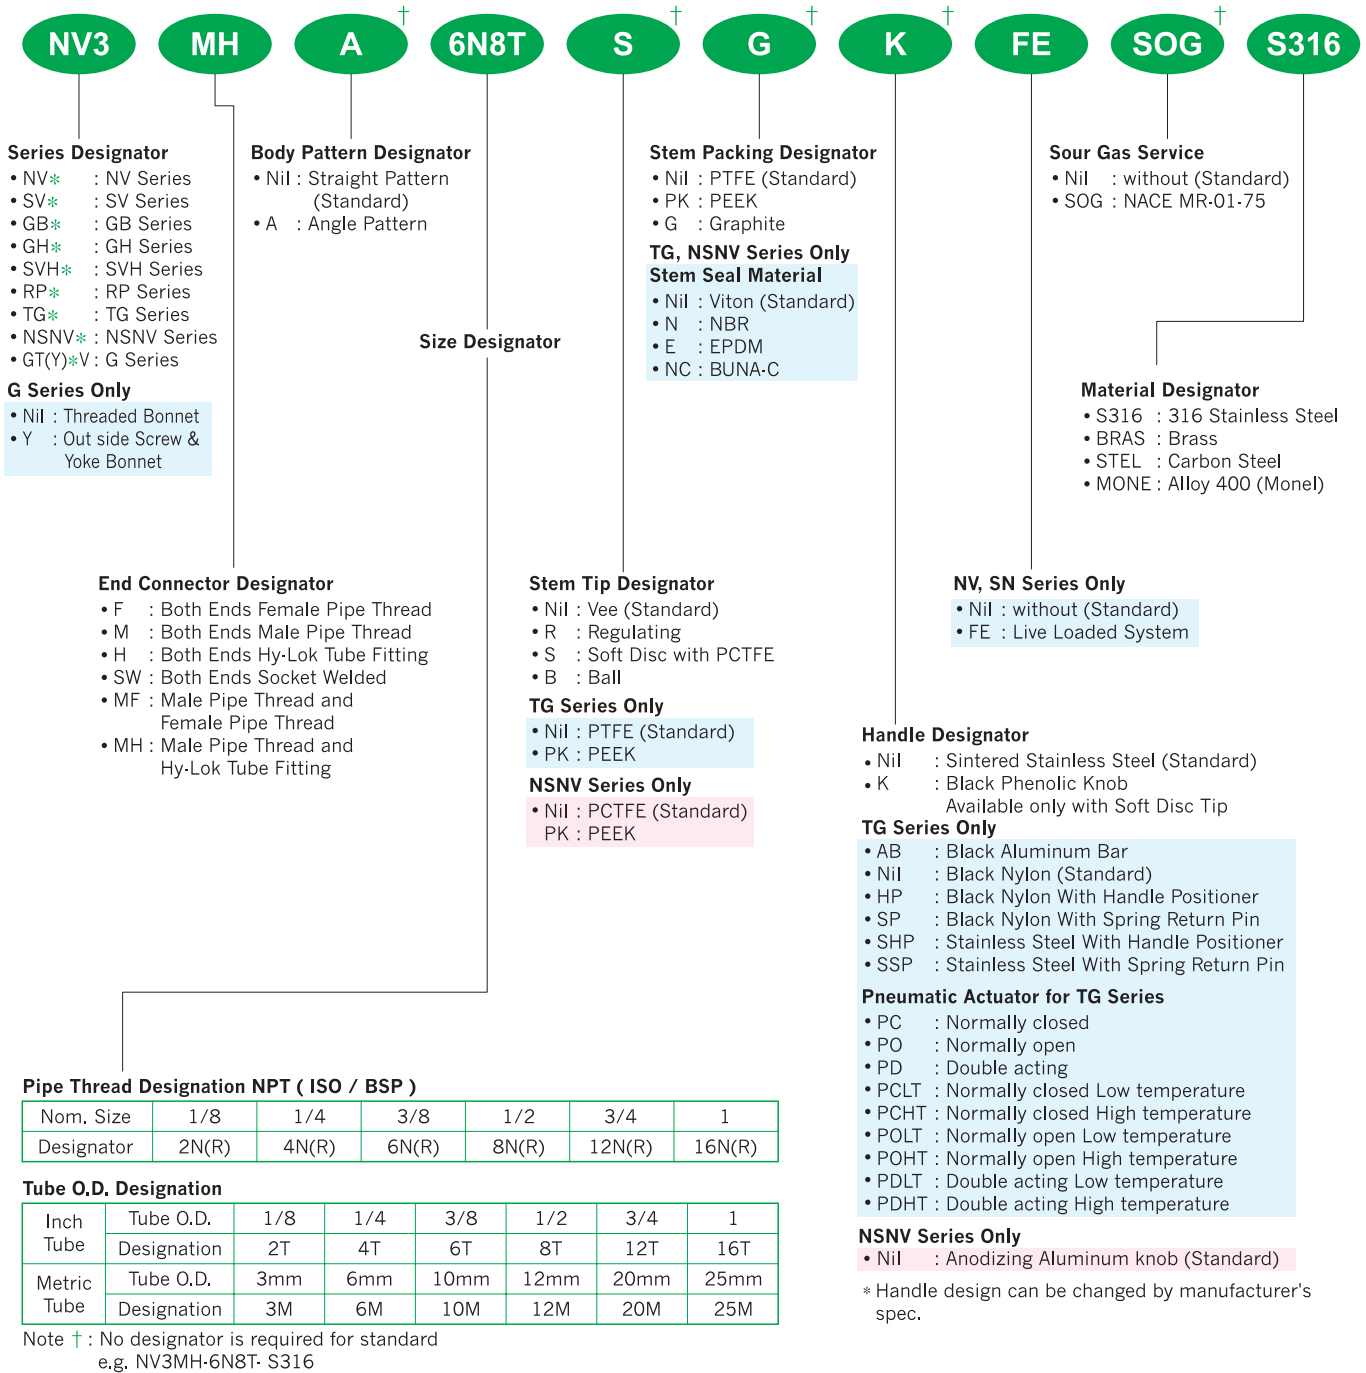 NV3 MH A † 6N8T S † G † K † FE SOG † S316
Series Designator
• NV* : NV Series
• SV* : SV Series
• GB* : GB Series
• GH* : GH Series
• SVH* : SVH Series
• RP* : RP Series
• TG* : TG Series
• NSNV* : NSNV Series
• GT(Y)*V : G Series
G Series Only
• Nil : Threaded Bonnet
• Y : Out side Screw &
Yoke Bonnet
Body Pattern Designator
• Nil : Straight Pattern
(Standard)
• A : Angle Pattern
Size Designator
Stem Packing Designator
• Nil : PTFE (Standard)
• PK : PEEK
• G : Graphite
TG, NSNV Series Only
Stem Seal Material
• Nil : Viton (Standard)
• N : NBR
• E : EPDM
• NC : BUNA-C
Sour Gas Service
• Nil : without (Standard)
• SOG : NACE MR-01-75
Material Designator
• S316 : 316 Stainless Steel
• BRAS : Brass
• STEL : Carbon Steel
• MONE : Alloy 400 (Monel)
End Connector Designator
• F : Both Ends Female Pipe Thread
• M : Both Ends Male Pipe Thread
• H : Both Ends Hy-Lok Tube Fitting
• SW : Both Ends Socket Welded
• MF : Male Pipe Thread and
Female Pipe Thread
• MH : Male Pipe Thread and
Hy-Lok Tube Fitting
Stem Tip Designator
• Nil : Vee (Standard)
• R : Regulating
• S : Soft Disc with PCTFE
• B : Ball
TG Series Only
• Nil : PTFE (Standard)
• PK : PEEK
NSNV Series Only
• Nil : PCTFE (Standard)
PK : PEEK
NV, SN Series Only
• Nil : without (Standard)
• FE : Live Loaded System
Handle Designator
• Nil : Sintered Stainless Steel (Standard)
• K : Black Phenolic Knob
Available only with Soft Disc Tip
TG Series Only
• AB : Black Aluminum Bar
• Nil : Black Nylon (Standard)
• HP : Black Nylon With Handle Positioner
• SP : Black Nylon With Spring Return Pin
• SHP : Stainless Steel With Handle Positioner
• SSP : Stainless Steel With Spring Return Pin
Pneumatic Actuator for TG Series
• PC : Normally closed
• PO : Normally open
• PD : Double acting
• PCLT : Normally closed Low temperature
• PCHT : Normally closed High temperature
• POLT : Normally open Low temperature
• POHT : Normally open High temperature
• PDLT : Double acting Low temperature
• PDHT : Double acting High temperature
NSNV Series Only
• Nil : Anodizing Aluminum knob (Standard)
* Handle design can be changed by manufacturer's
spec.
Pipe Thread Designation NPT ( ISO / BSP )
Nom. Size 1/8 1/4 3/8 1/2 3/4 1
Designator 2N(R) 4N(R) 6N(R) 8N(R) 12N(R) 16N(R)
Tube O.D. Designation
Inch Tube Tube O.D. 1/8 1/4 3/8 1/2 3/4 1
Designation 2T 4T 6T 8T 12T 16T
Metric Tube Tube O.D. 3mm 6mm 10mm 12mm 20mm 25mm
Designation 3M 6M 10M 12M 20M 25M
Note † : No designator is required for standard
e.g. NV3MH-6N8T- S316